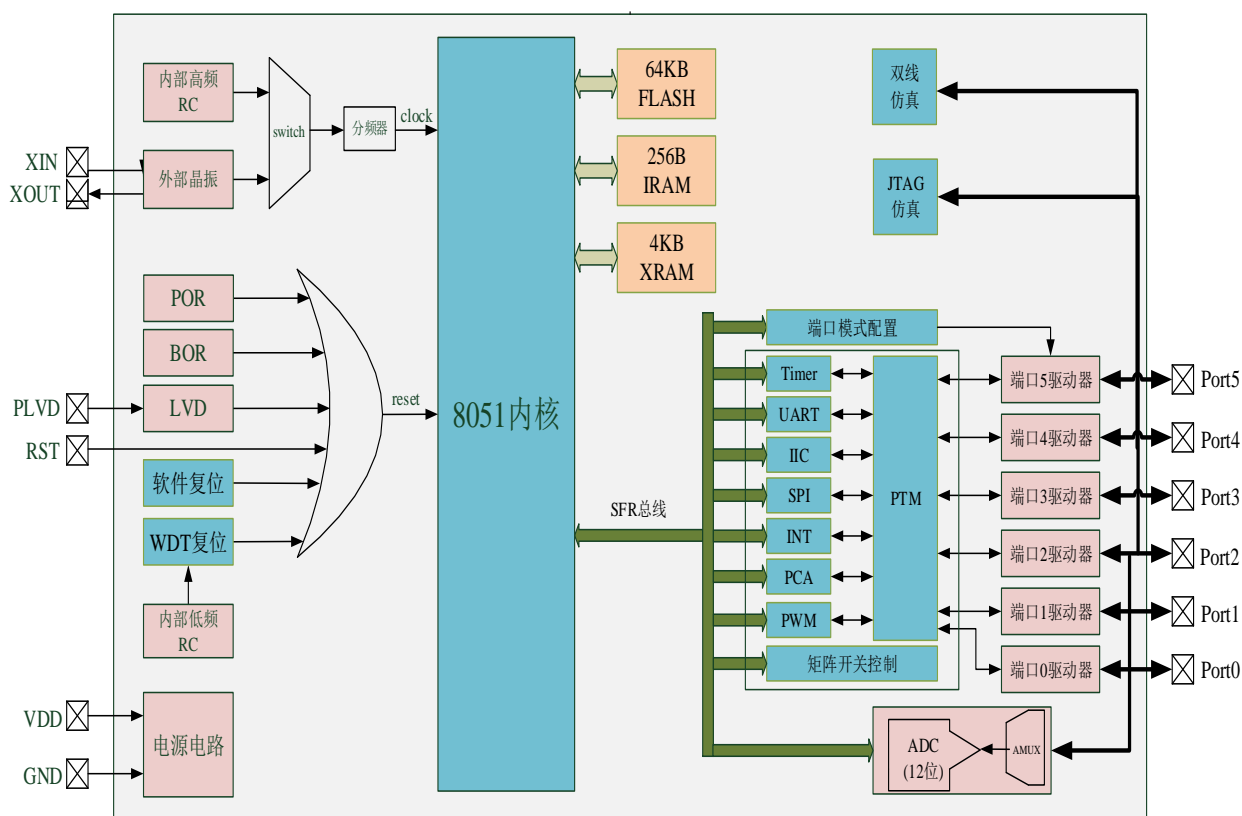 内部高频
RC
switch
分频器
clock
XIN
XOUT
外部晶振
POR
BOR
PLVD
LVD
RST
软件复位
WDT复位
内部低频
RC
reset
VDD
GND
电源电路
8051内核
64KB
FLASH
256B
IRAM
4KB
XRAM
双线
仿真
JTAG
仿真
SFR总线
端口模式配置
Timer
UART
IIC
SPI
INT
PCA
PWM
PTM
矩阵开关控制
端口5驱动器
端口4驱动器
端口3驱动器
端口2驱动器
端口1驱动器
端口0驱动器
Port5
Port4
Port3
Port2
Port1
Port0
ADC
(12位)
AMUX